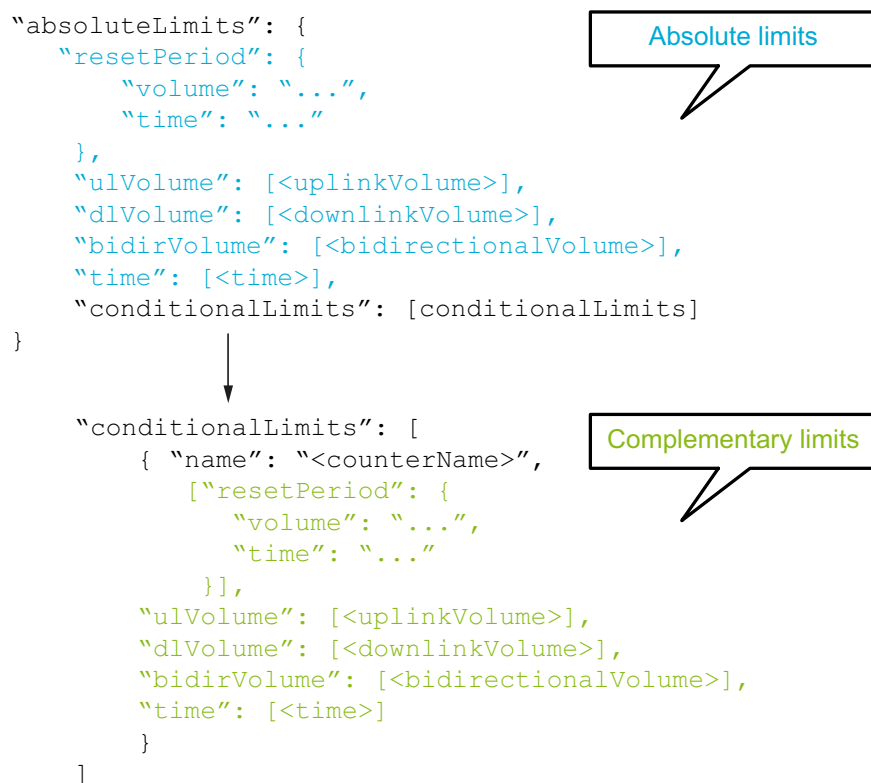 “absoluteLimits”: {
Absolute limits
“resetPeriod”: {
“volume”: “...”,
“time”: “...”
},
“ulVolume”: [<uplinkVolume>],
“dlVolume”: [<downlinkVolume>],
“bidirVolume”: [<bidirectionalVolume>],
“time”: [<time>],
“conditionalLimits”: [conditionalLimits]
}
“conditionalLimits”: [
Complementary limits
{ “name”: “<counterName>”,
[“resetPeriod”: {
“volume”: “...”,
“time”: “...”
}],
“ulVolume”: [<uplinkVolume>],
“dlVolume”: [<downlinkVolume>],
“bidirVolume”: [<bidirectionalVolume>],
“time”: [<time>]
}
]